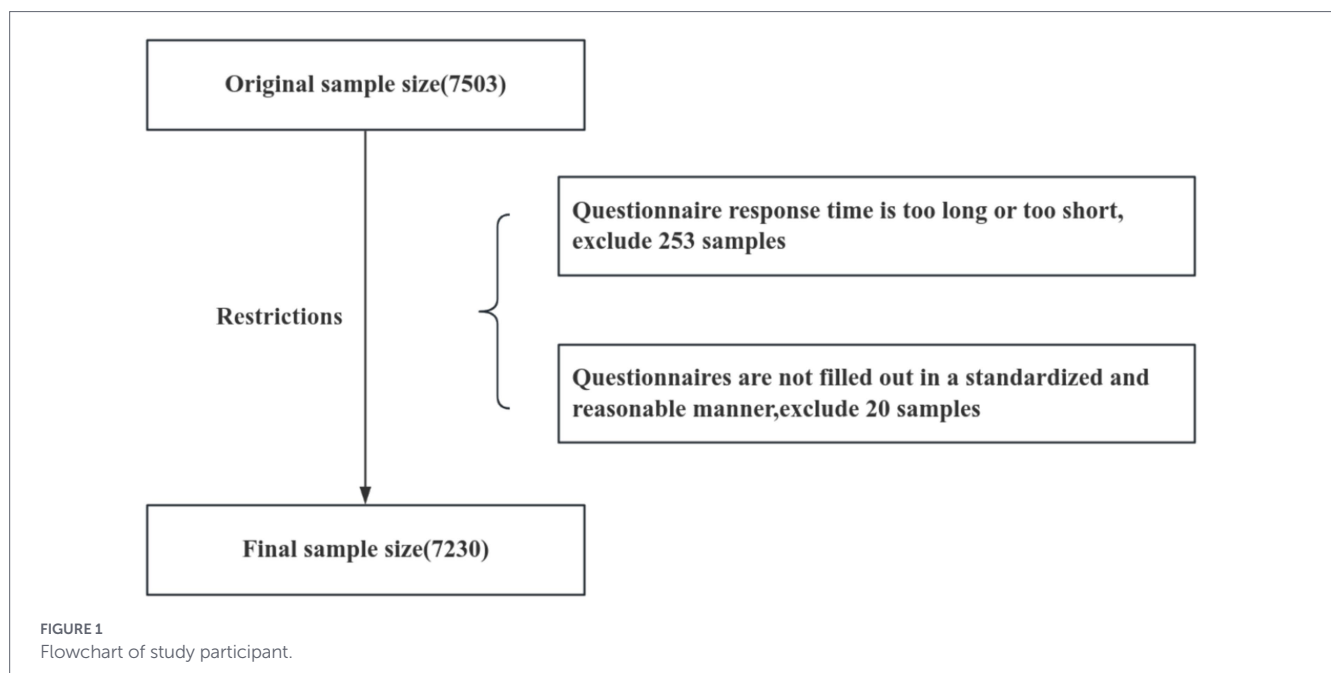 Original sample size(7503)
Questionnaire response time is too long or too short,
exclude 253 samples
Restrictions
Questionnaires are not filled out in a standardized and
reasonable manner,exclude 20 samples
Final sample size(7230)
FIGURE 1
Flowchart of study participant.